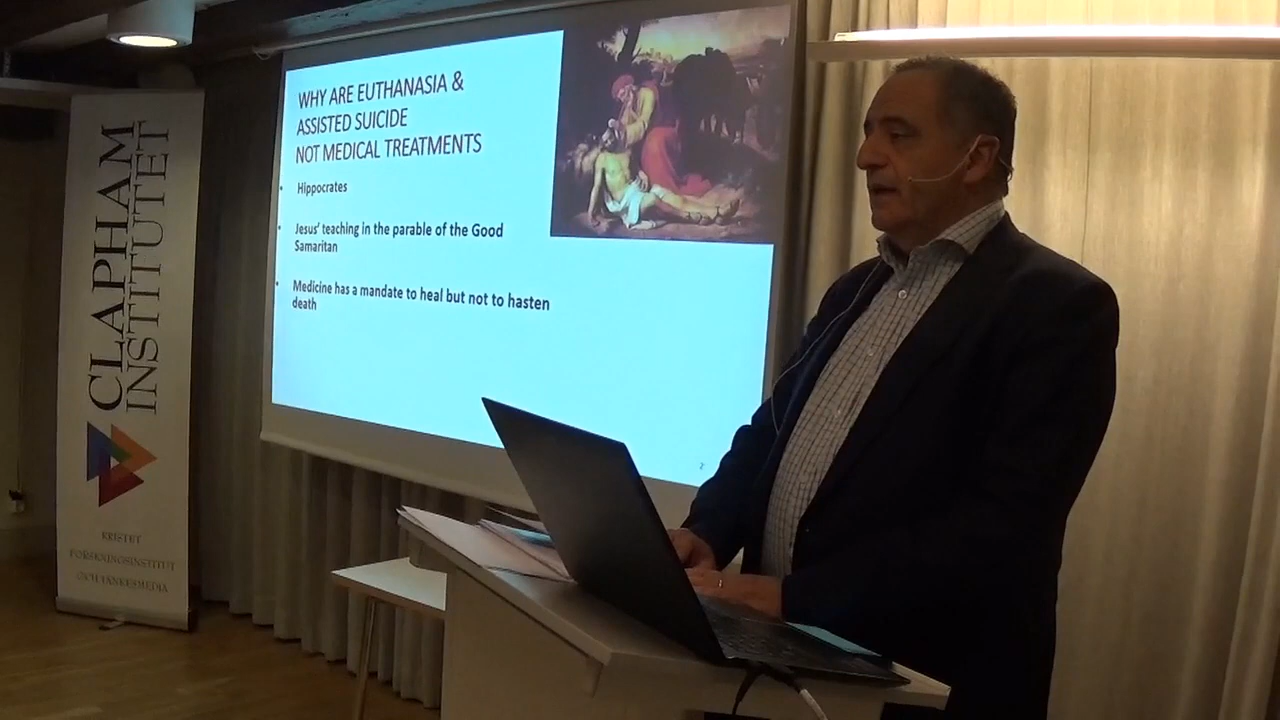 CLAPHAM
INSTITUTET
KRISTET
FORSKNINGSINSTITUT
OCH TANKESMEDJA
WHY ARE EUTHANASIA &
ASSISTED SUICIDE
NOT MEDICAL TREATMENTS
• Hippocrates
• Jesus' teaching in the parable of the Good
Samaritan
• Medicine has a mandate to heal but not to hasten
death
2